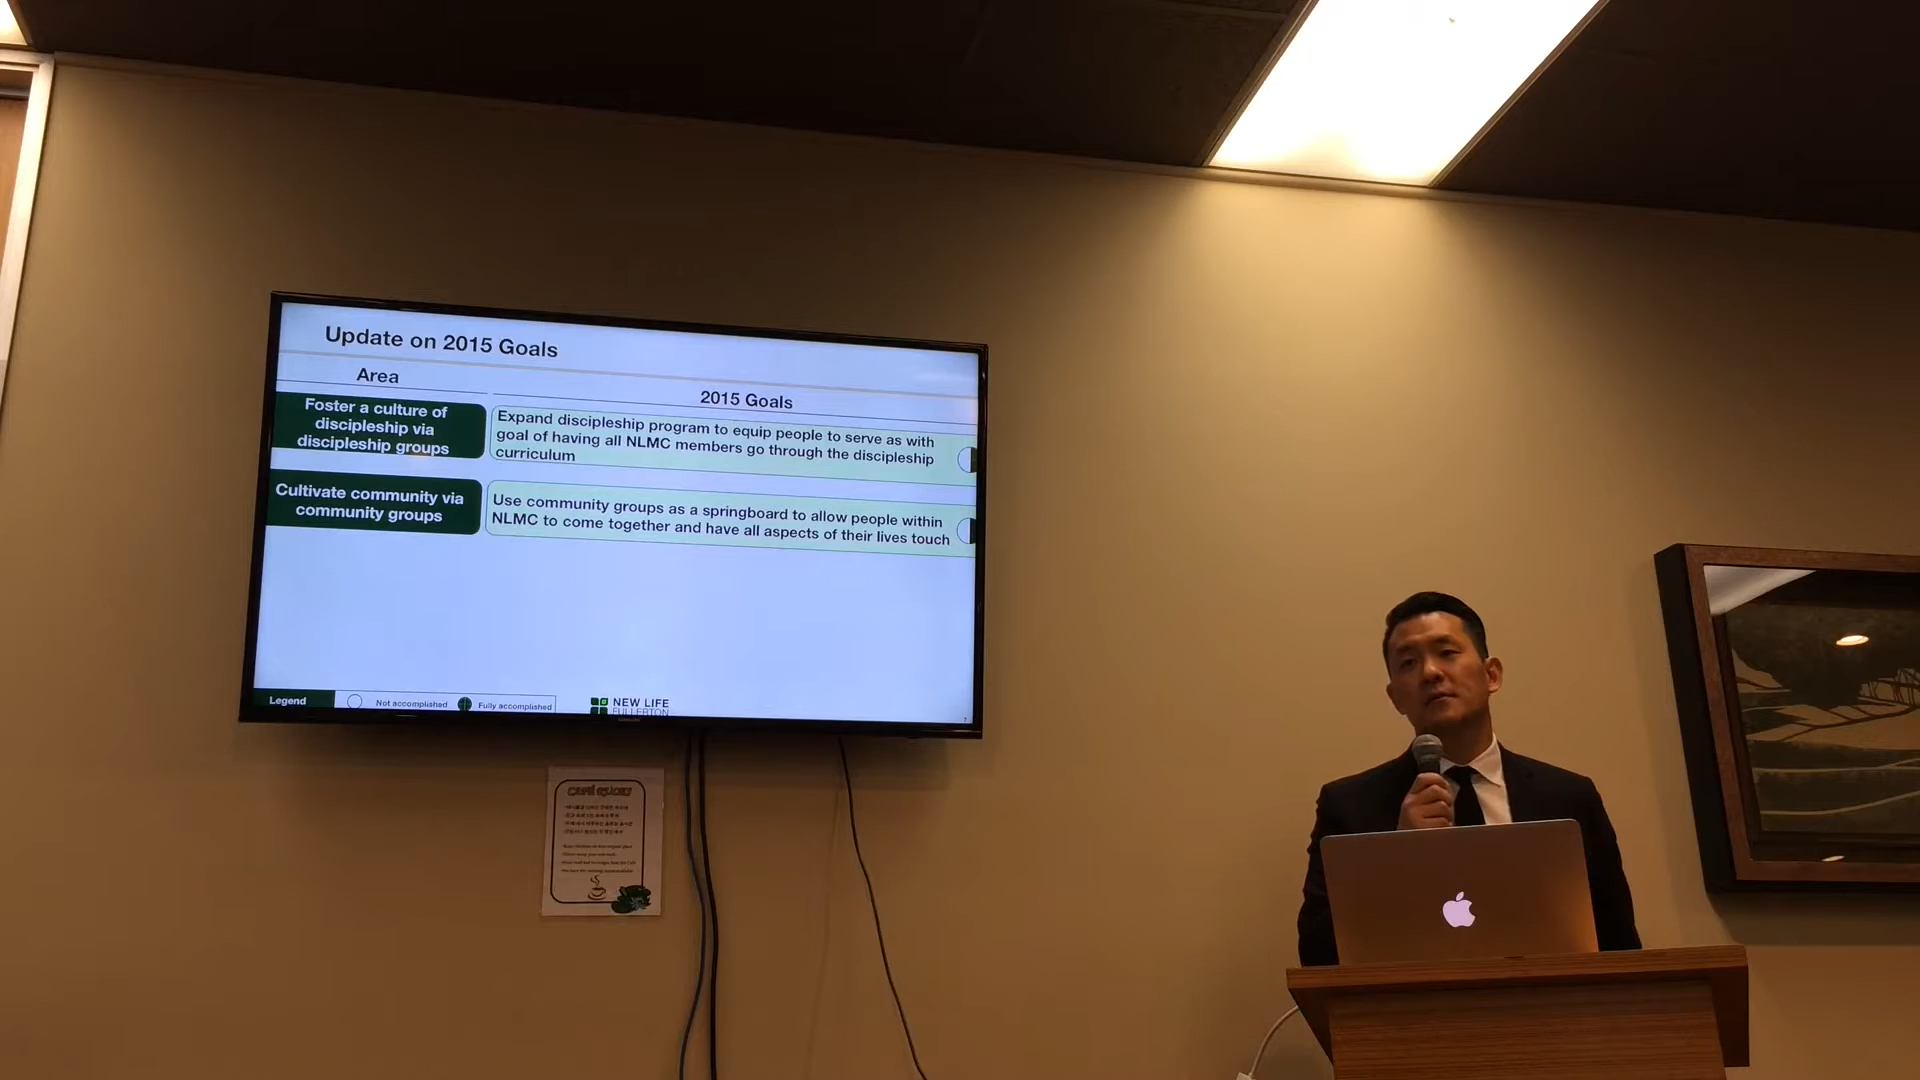 Update on 2015 Goals
Area
2015 Goals
Foster a culture of
discipleship via
discipleship groups
Expand discipleship program to equip people to serve as with
goal of having all NLMC members go through the discipleship
curriculum
Cultivate community via
community groups
Use community groups as a springboard to allow people within
NLMC to come together and have all aspects of their lives touch
Legend
Not accomplished
Fully accomplished
NEW LIFE
FULLERTON
7